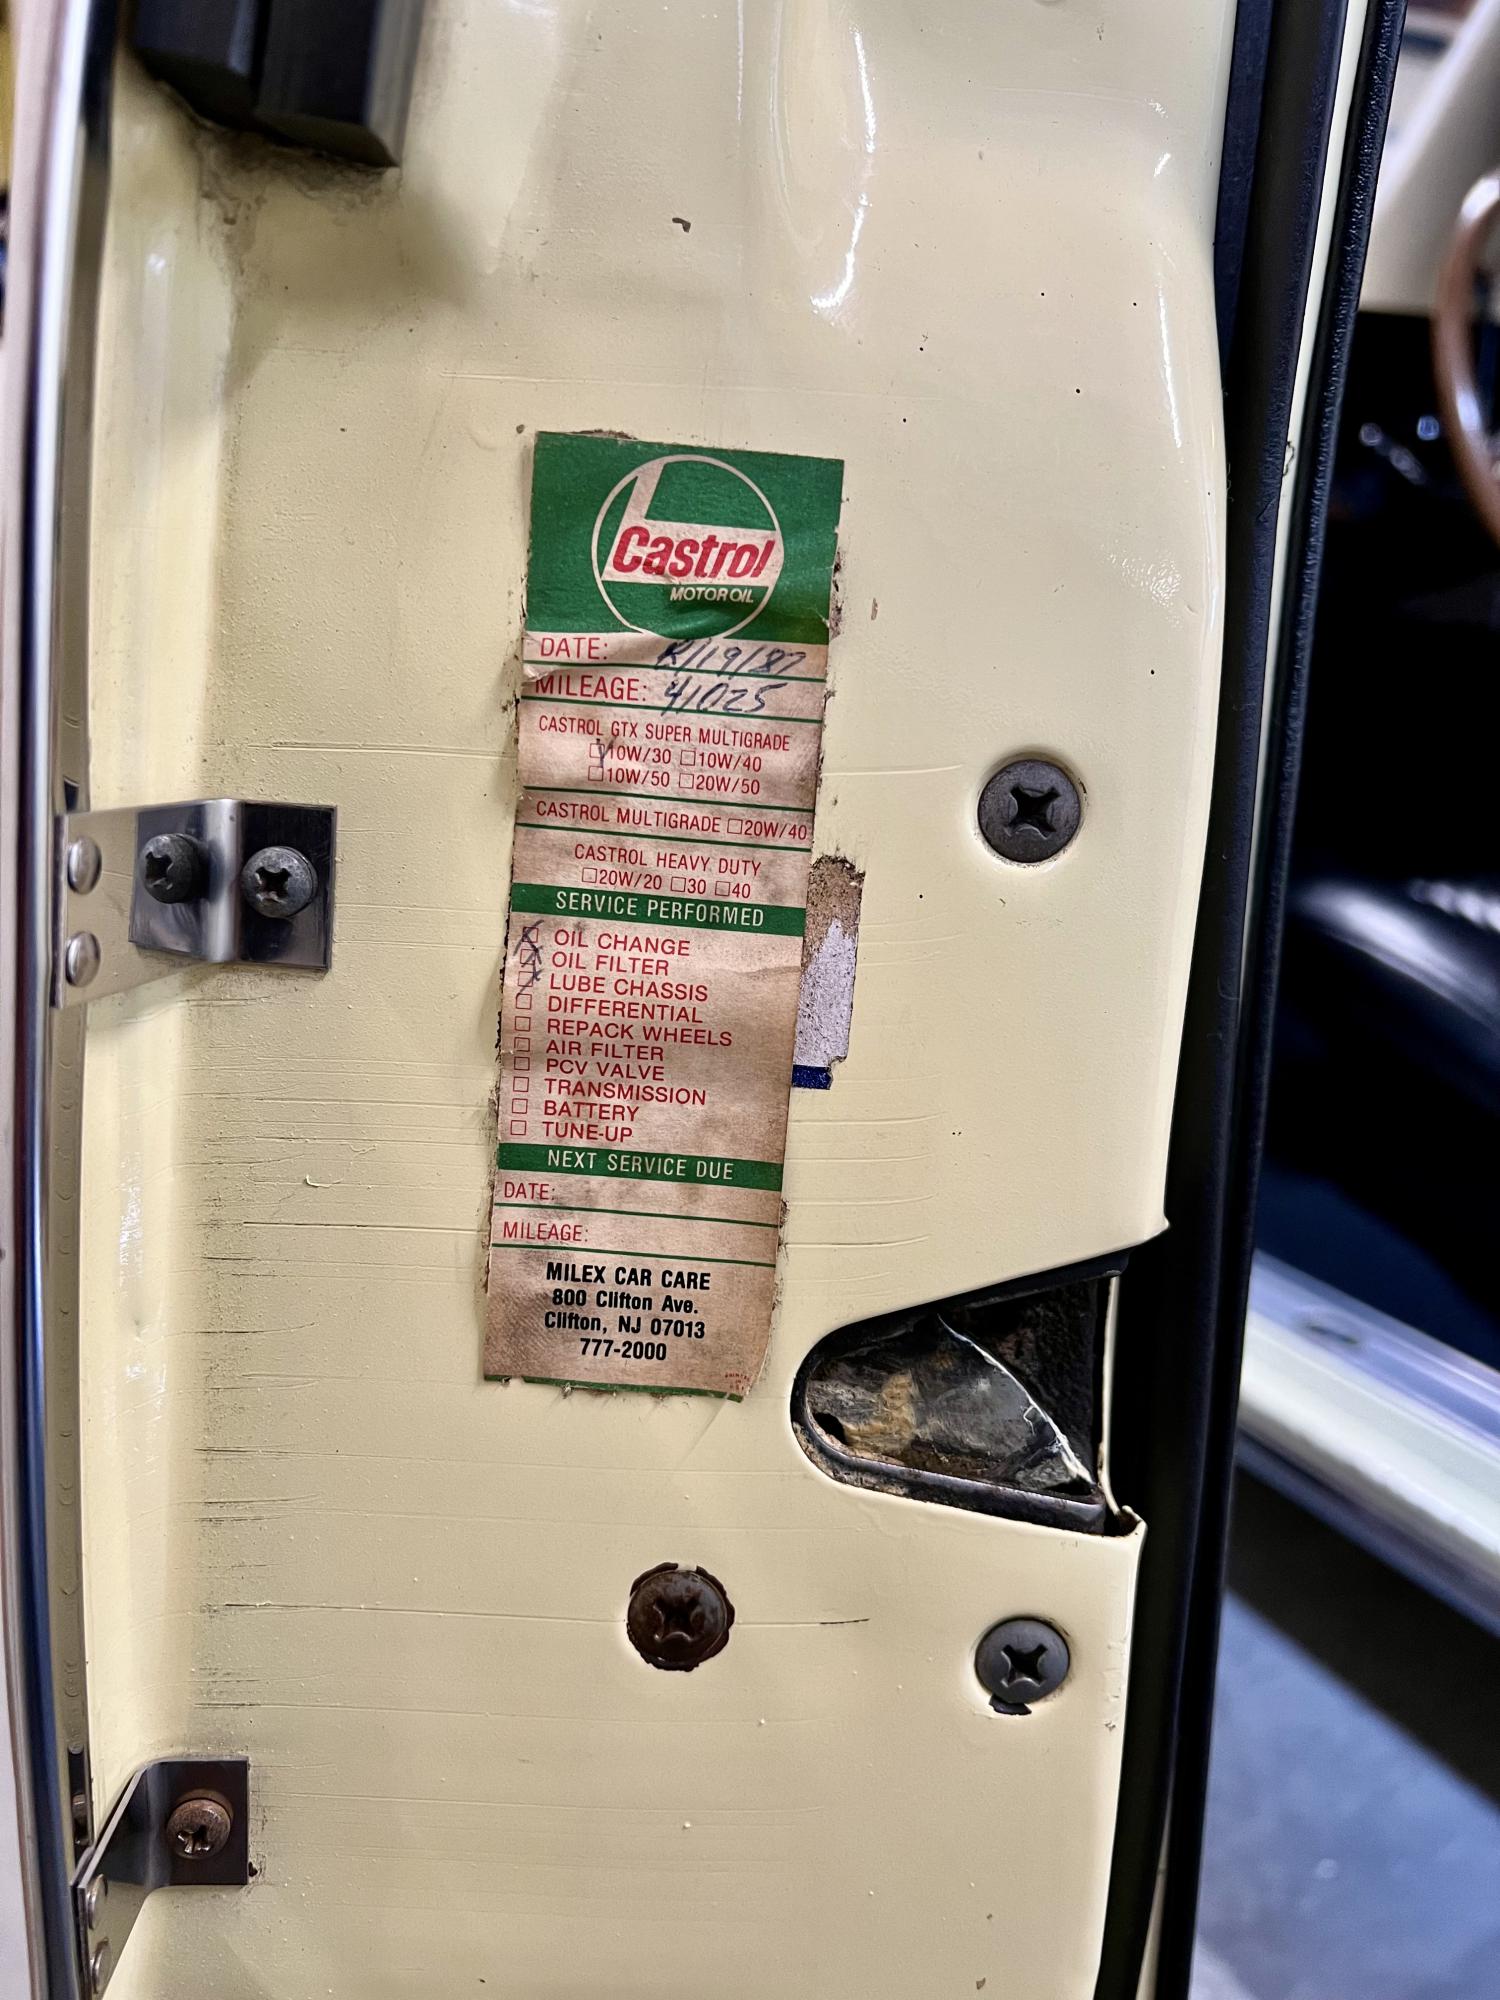 Castrol
MOTOR OIL
DATE: /19/87
MILEAGE: 41025
CASTROL GTX SUPER MULTIGRADE
☑10W/30 ☐10W/40
☐10W/50 ☐20W/50
CASTROL MULTIGRADE ☐20W/40
CASTROL HEAVY DUTY
☐20W/20 ☐30 ☐40
SERVICE PERFORMED
☒ OIL CHANGE
☒ OIL FILTER
☒ LUBE CHASSIS
☐ DIFFERENTIAL
☐ REPACK WHEELS
☐ AIR FILTER
☐ PCV VALVE
☐ TRANSMISSION
☐ BATTERY
☐ TUNE-UP
NEXT SERVICE DUE
DATE:
MILEAGE:
MILEX CAR CARE
800 Clifton Ave.
Clifton, NJ 07013
777-2000